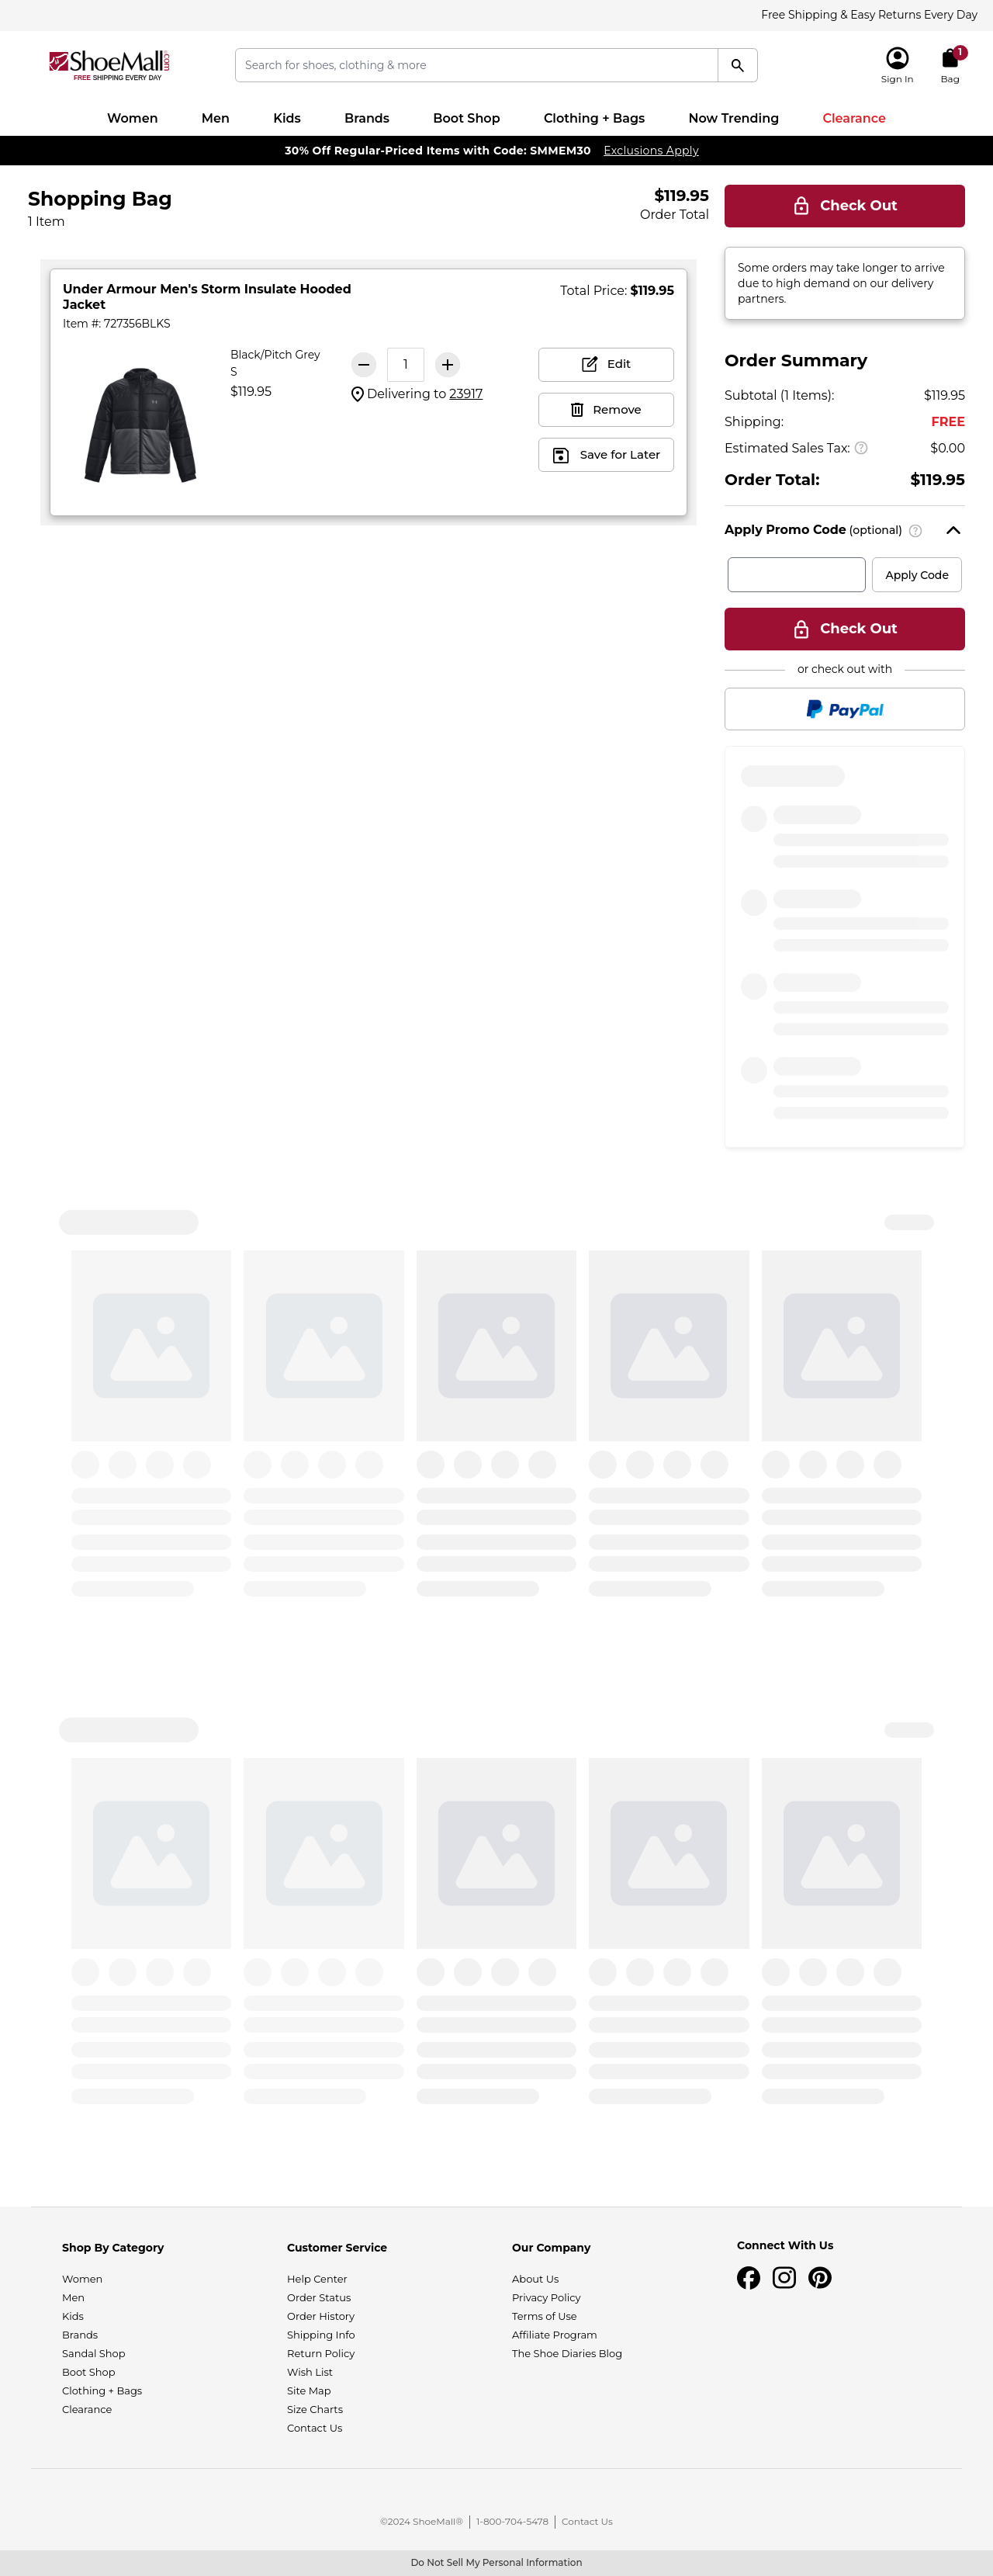 Free Shipping & Easy Returns Every Day
ShoeMall.com
FREE SHIPPING EVERY DAY
Search for shoes, clothing & more
Sign In
1
Bag
Women Men Kids Brands Boot Shop Clothing + Bags Now Trending Clearance
30% Off Regular-Priced Items with Code: SMMEM30 Exclusions Apply
Shopping Bag
1 Item
$119.95
Order Total
Check Out
Some orders may take longer to arrive
due to high demand on our delivery
partners.
Under Armour Men's Storm Insulate Hooded
Jacket
Item #: 727356BLKS
Total Price: $119.95
Black/Pitch Grey
S
$119.95
1
Delivering to 23917
Edit
Remove
Save for Later
Order Summary
Subtotal (1 Items): $119.95
Shipping: FREE
Estimated Sales Tax: ? $0.00
Order Total: $119.95
Apply Promo Code (optional) ?
Apply Code
Check Out
or check out with
PayPal
Shop By Category
Women
Men
Kids
Brands
Sandal Shop
Boot Shop
Clothing + Bags
Clearance
Customer Service
Help Center
Order Status
Order History
Shipping Info
Return Policy
Wish List
Site Map
Size Charts
Contact Us
Our Company
About Us
Privacy Policy
Terms of Use
Affiliate Program
The Shoe Diaries Blog
Connect With Us
©2024 ShoeMall® 1-800-704-5478 Contact Us
Do Not Sell My Personal Information